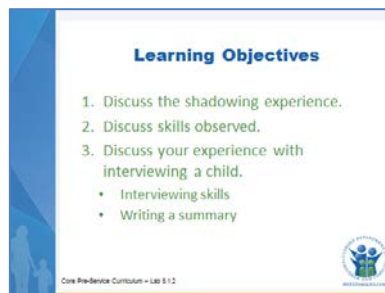 Learning Objectives
1. Discuss the shadowing experience.
2. Discuss skills observed.
3. Discuss your experience with
interviewing a child.
• Interviewing skills
• Writing a summary
Core Pre-Service Curriculum – Lab 5.1.2